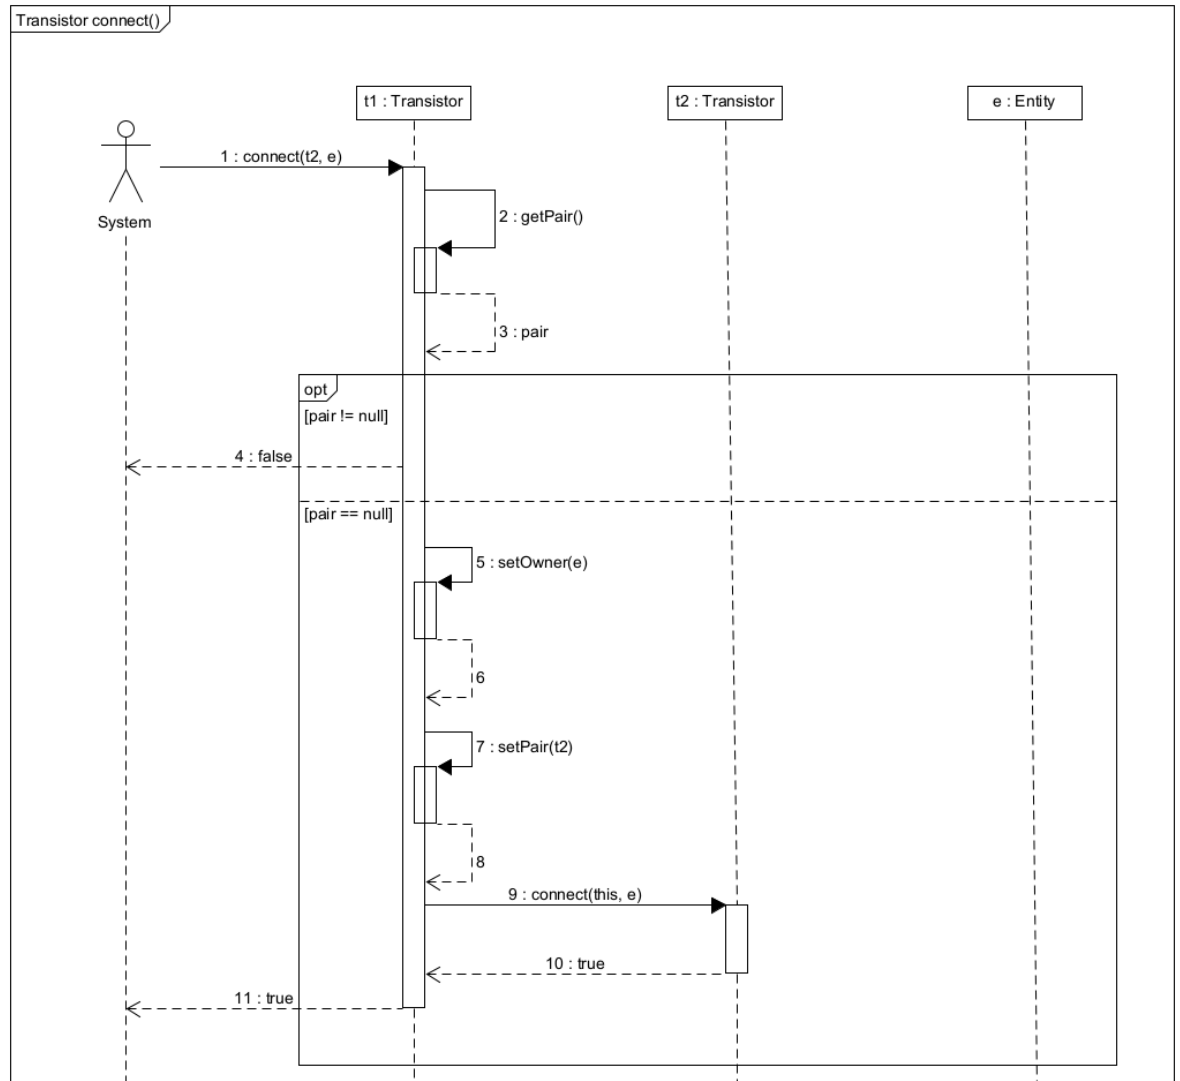 Transistor connect()
t1 : Transistor
t2 : Transistor
e : Entity
System
1 : connect(t2, e)
2 : getPair()
3 : pair
opt
[pair != null]
4 : false
[pair == null]
5 : setOwner(e)
6
7 : setPair(t2)
8
9 : connect(this, e)
10 : true
11 : true